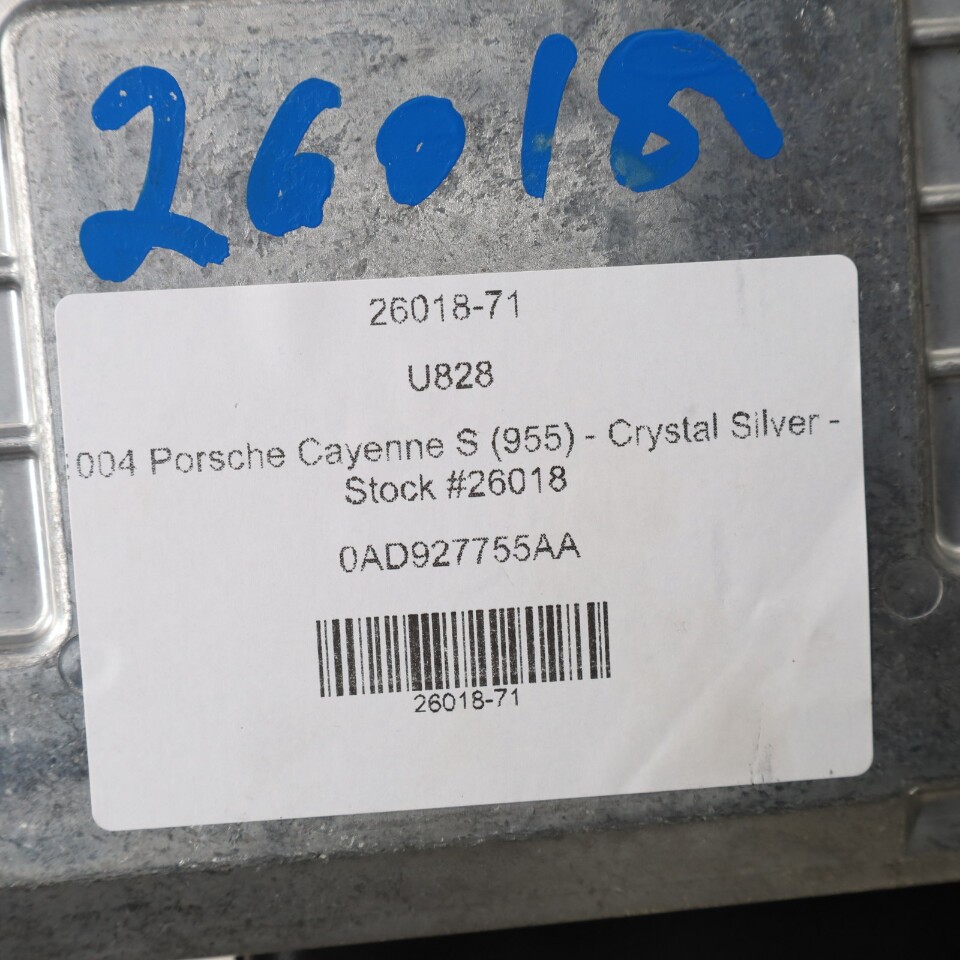 26018
26018-71
U828
004 Porsche Cayenne S (955) - Crystal Silver -
Stock #26018
0AD927755AA
26018-71